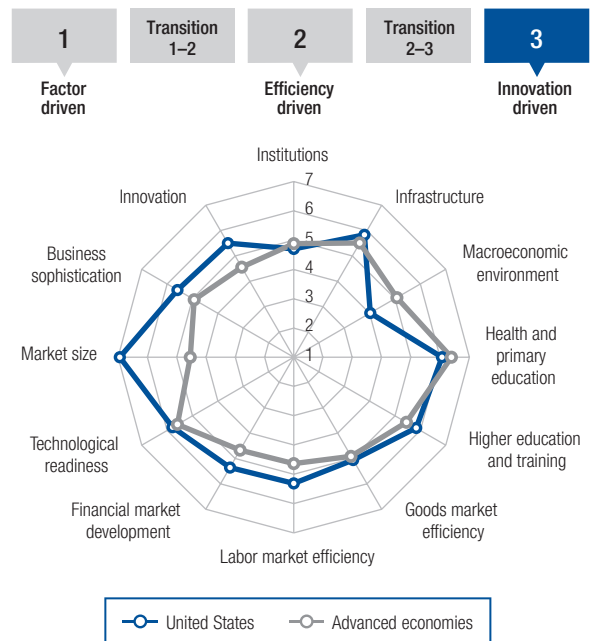 1
Transition
1–2
2
Transition
2–3
3
Factor
driven
Efficiency
driven
Innovation
driven
Institutions
7
6
5
4
3
2
1
Infrastructure
Macroeconomic
environment
Health and
primary
education
Higher education
and training
Goods market
efficiency
Labor market efficiency
Financial market
development
Technological
readiness
Market size
Business
sophistication
Innovation
United States
Advanced economies